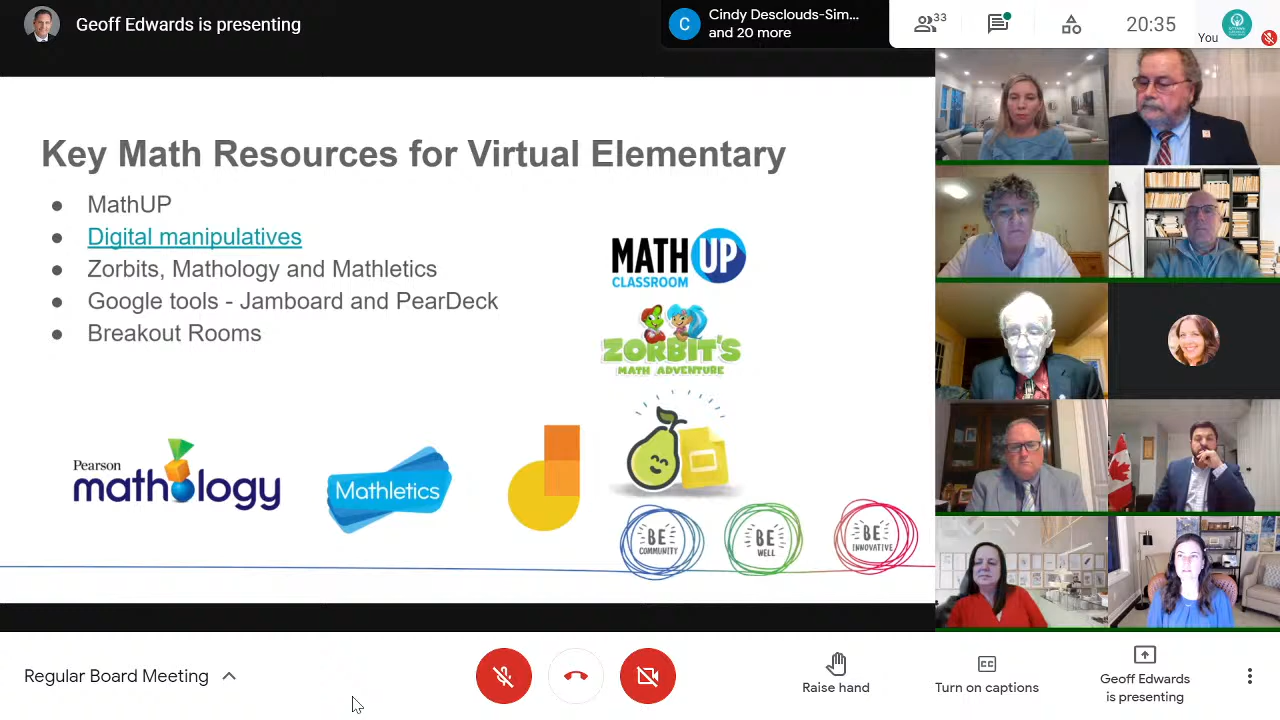 Geoff Edwards is presenting
Cindy Desclouds-Sim...
and 20 more
C
33
20:35
You
Key Math Resources for Virtual Elementary
● MathUP
● Digital manipulatives
● Zorbits, Mathology and Mathletics
● Google tools - Jamboard and PearDeck
● Breakout Rooms
MATH UP
CLASSROOM
ZORBIT'S
MATH ADVENTURE
Pearson
mathology
Mathletics
BE
COMMUNITY
BE
WELL
BE
INNOVATIVE
Regular Board Meeting
Raise hand
CC
Turn on captions
Geoff Edwards
is presenting